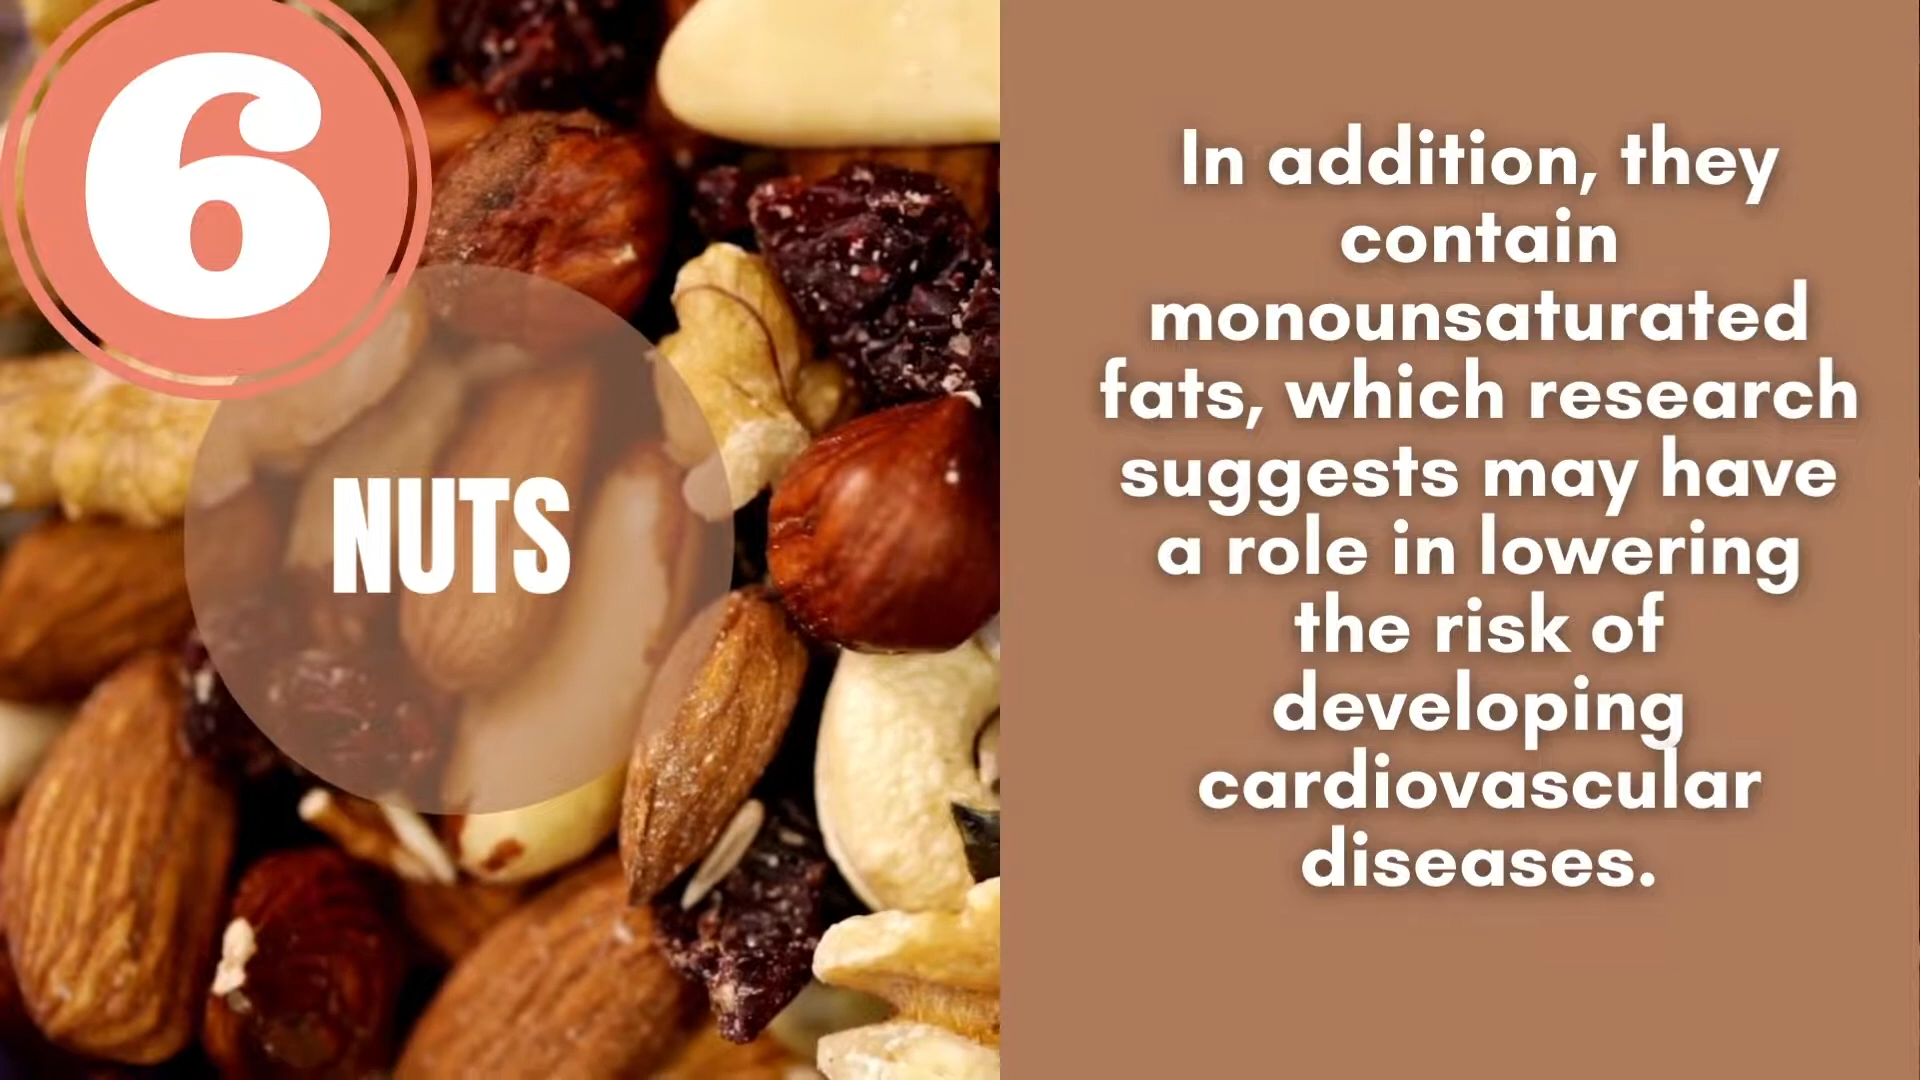 6
NUTS
In addition, they
contain
monounsaturated
fats, which research
suggests may have
a role in lowering
the risk of
developing
cardiovascular
diseases.